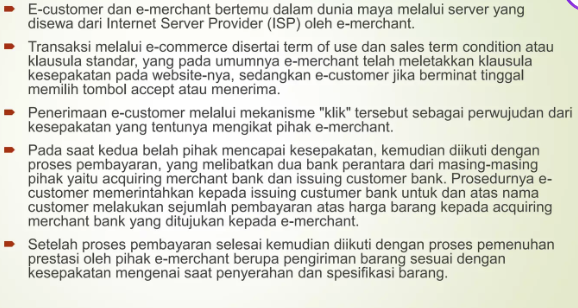 E-customer dan e-merchant bertemu dalam dunia maya melalui server yang
disewa dari Internet Server Provider (ISP) oleh e-merchant.
Transaksi melalui e-commerce disertai term of use dan sales term condition atau
klausula standar, yang pada umumnya e-merchant telah meletakkan klausula
kesepakatan pada website-nya, sedangkan e-customer jika berminat tinggal
memilih tombol accept atau menerima.
Penerimaan e-customer melalui mekanisme "klik" tersebut sebagai perwujudan dari
kesepakatan yang tentunya mengikat pihak e-merchant.
Pada saat kedua belah pihak mencapai kesepakatan, kemudian diikuti dengan
proses pembayaran, yang melibatkan dua bank perantara dari masing-masing
pihak yaitu acquiring merchant bank dan issuing customer bank. Prosedurnya e-
customer memerintahkan kepada issuing custumer bank untuk dan atas nama
customer melakukan sejumlah pembayaran atas harga barang kepada acquiring
merchant bank yang ditujukan kepada e-merchant.
Setelah proses pembayaran selesai kemudian diikuti dengan proses pemenuhan
prestasi oleh pihak e-merchant berupa pengiriman barang sesuai dengan
kesepakatan mengenai saat penyerahan dan spesifikasi barang.